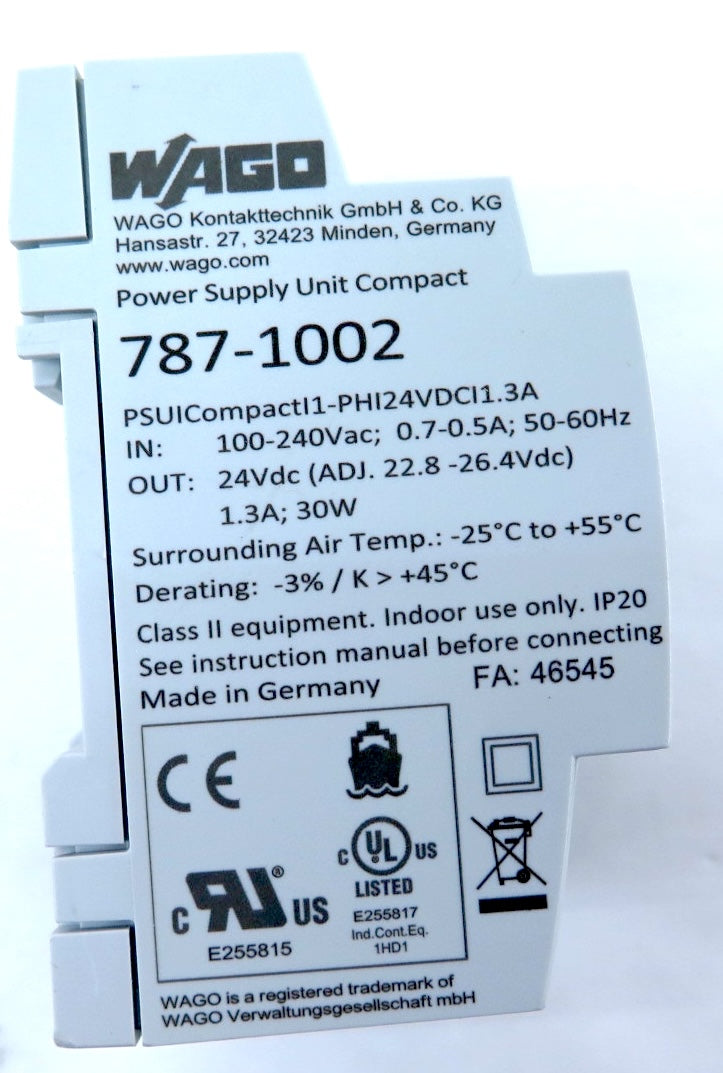 WAGO
WAGO Kontakttechnik GmbH & Co. KG
Hansastr. 27, 32423 Minden, Germany
www.wago.com
Power Supply Unit Compact
787-1002
PSUICompactI1-PHI24VDCI1.3A
IN: 100-240Vac; 0.7-0.5A; 50-60Hz
OUT: 24Vdc (ADJ. 22.8 -26.4Vdc)
1.3A; 30W
Surrounding Air Temp.: -25°C to +55°C
Derating: -3% / K > +45°C
Class II equipment. Indoor use only. IP20
See instruction manual before connecting
Made in Germany FA: 46545
CE
C UL US
LISTED
E255817
Ind.Cont.Eq.
1HD1
C RU® US
E255815
WAGO is a registered trademark of
WAGO Verwaltungsgesellschaft mbH